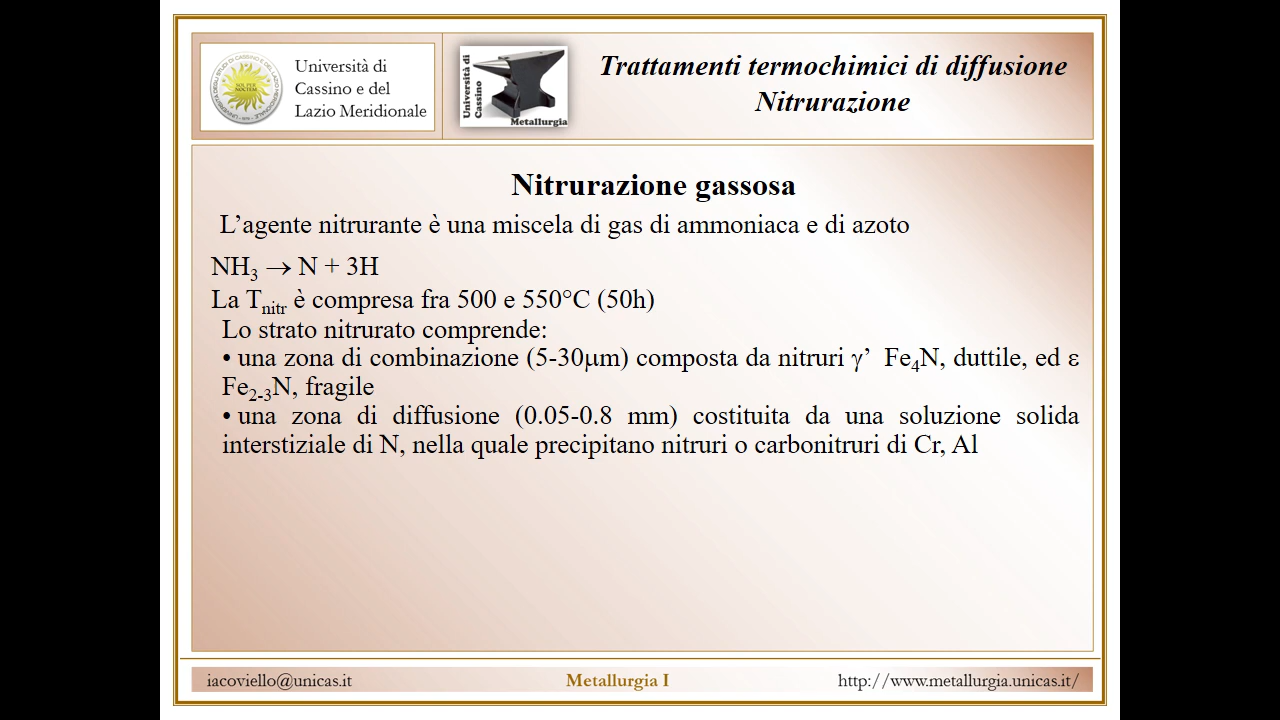 Università di
Cassino e del
Lazio Meridionale
Università di
Cassino
Metallurgia
Trattamenti termochimici di diffusione
Nitrurazione
Nitrurazione gassosa
L’agente nitrurante è una miscela di gas di ammoniaca e di azoto
NH3 → N + 3H
La Tnitr è compresa fra 500 e 550°C (50h)
Lo strato nitrurato comprende:
• una zona di combinazione (5-30μm) composta da nitruri γ’ Fe4N, duttile, ed ε
Fe2-3N, fragile
• una zona di diffusione (0.05-0.8 mm) costituita da una soluzione solida
interstiziale di N, nella quale precipitano nitruri o carbonitruri di Cr, Al
iacoviello@unicas.it
Metallurgia I
http://www.metallurgia.unicas.it/